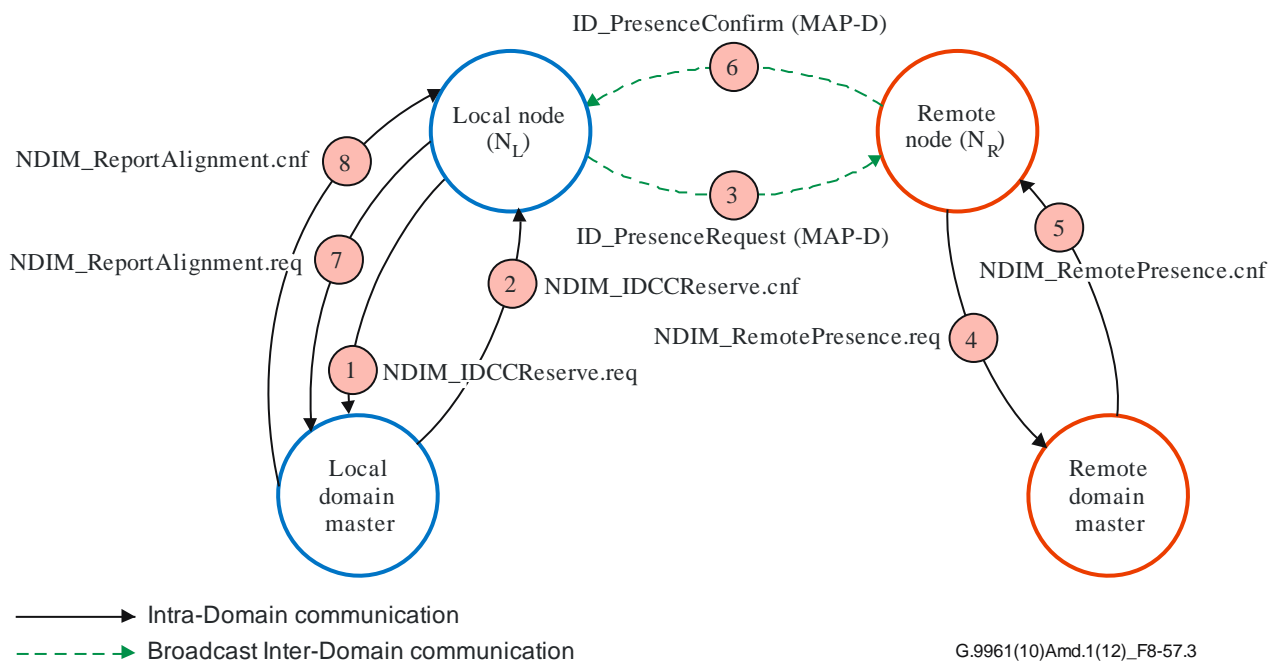 ID_PresenceConfirm (MAP-D)
6
Local node
(NL)
Remote
node (NR)
8
NDIM_ReportAlignment.cnf
3
ID_PresenceRequest (MAP-D)
5
NDIM_ReportAlignment.req
7
2
NDIM_IDCCReserve.cnf
NDIM_RemotePresence.cnf
NDIM_RemotePresence.req
4
1
NDIM_IDCCReserve.req
Local
domain
master
Remote
domain
master
Intra-Domain communication
Broadcast Inter-Domain communication
G.9961(10)Amd.1(12)_F8-57.3